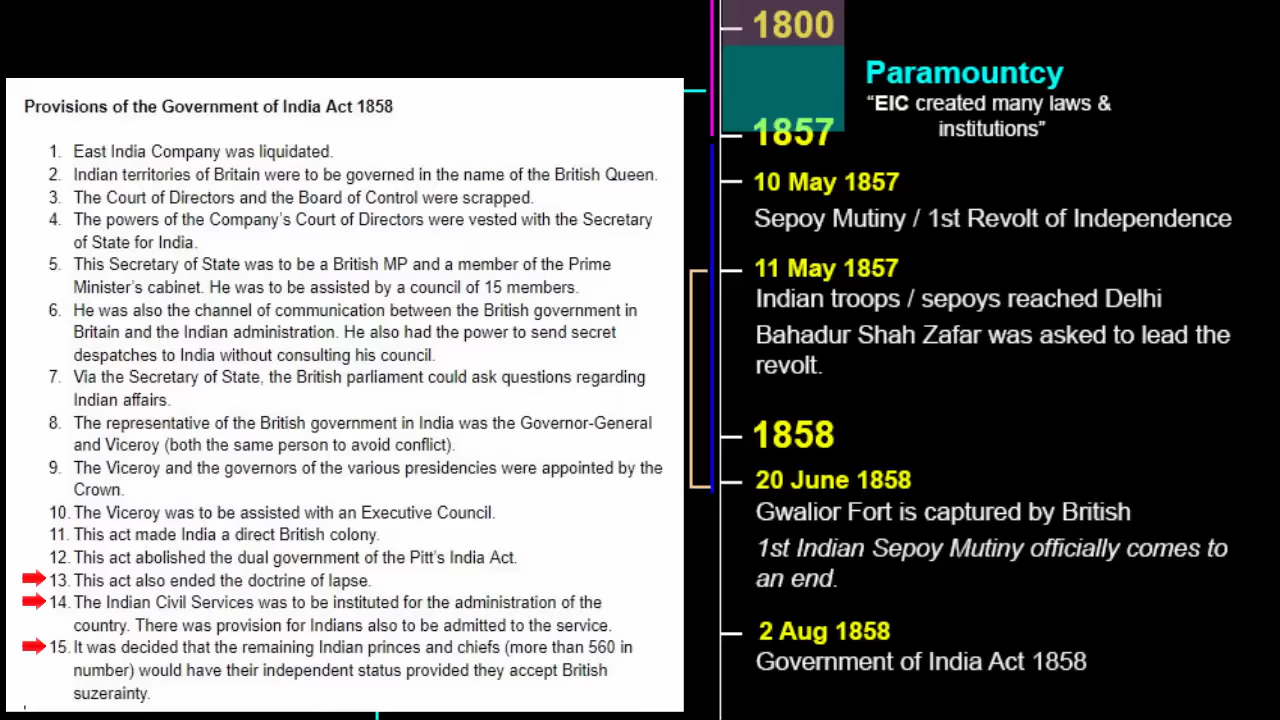 Provisions of the Government of India Act 1858
1. East India Company was liquidated.
2. Indian territories of Britain were to be governed in the name of the British Queen.
3. The Court of Directors and the Board of Control were scrapped.
4. The powers of the Company's Court of Directors were vested with the Secretary
of State for India.
5. This Secretary of State was to be a British MP and a member of the Prime
Minister's cabinet. He was to be assisted by a council of 15 members.
6. He was also the channel of communication between the British government in
Britain and the Indian administration. He also had the power to send secret
despatches to India without consulting his council.
7. Via the Secretary of State, the British parliament could ask questions regarding
Indian affairs.
8. The representative of the British government in India was the Governor-General
and Viceroy (both the same person to avoid conflict).
9. The Viceroy and the governors of the various presidencies were appointed by the
Crown.
10. The Viceroy was to be assisted with an Executive Council.
11. This act made India a direct British colony.
12. This act abolished the dual government of the Pitt's India Act.
13. This act also ended the doctrine of lapse.
14. The Indian Civil Services was to be instituted for the administration of the
country. There was provision for Indians also to be admitted to the service.
15. It was decided that the remaining Indian princes and chiefs (more than 560 in
number) would have their independent status provided they accept British
suzerainty.
1800
Paramountcy
“EIC created many laws &
institutions”
1857
10 May 1857
Sepoy Mutiny / 1st Revolt of Independence
11 May 1857
Indian troops / sepoys reached Delhi
Bahadur Shah Zafar was asked to lead the
revolt.
1858
20 June 1858
Gwalior Fort is captured by British
1st Indian Sepoy Mutiny officially comes to
an end.
2 Aug 1858
Government of India Act 1858